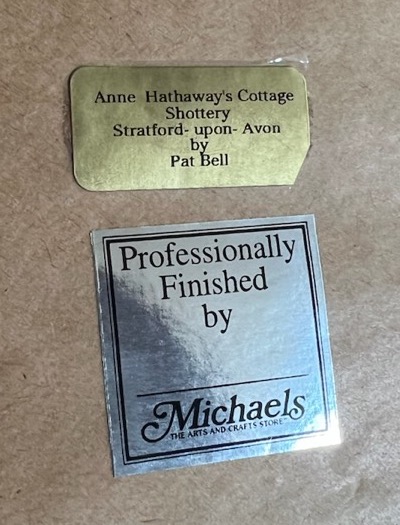 Anne Hathaway's Cottage
Shottery
Stratford- upon- Avon
by
Pat Bell
Professionally
Finished
by
Michaels
THE ARTS AND CRAFTS STORE